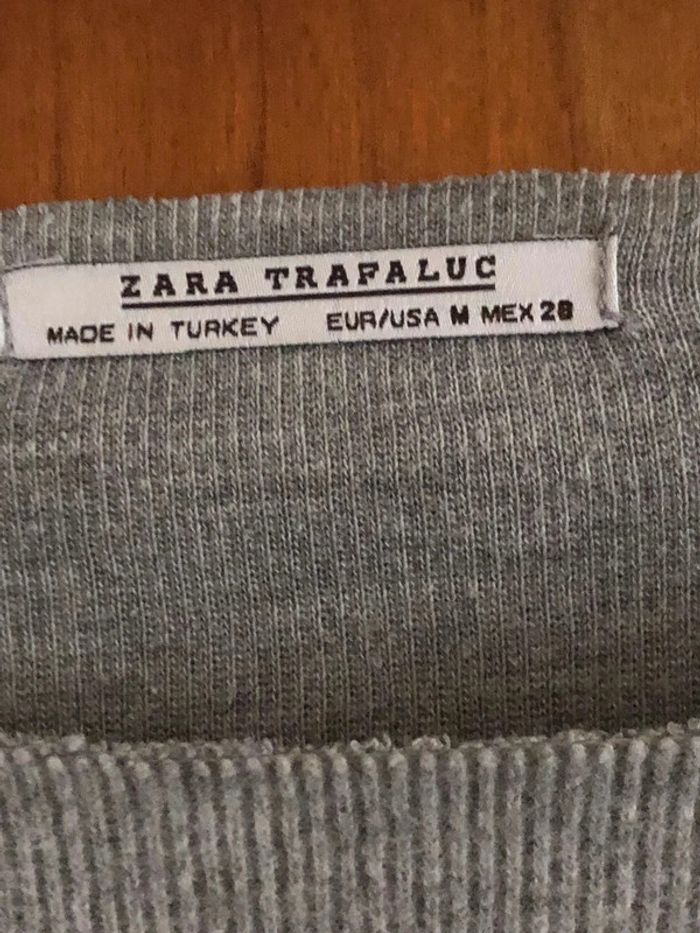 ZARA TRAFALUC
MADE IN TURKEY EUR/USA M MEX 28